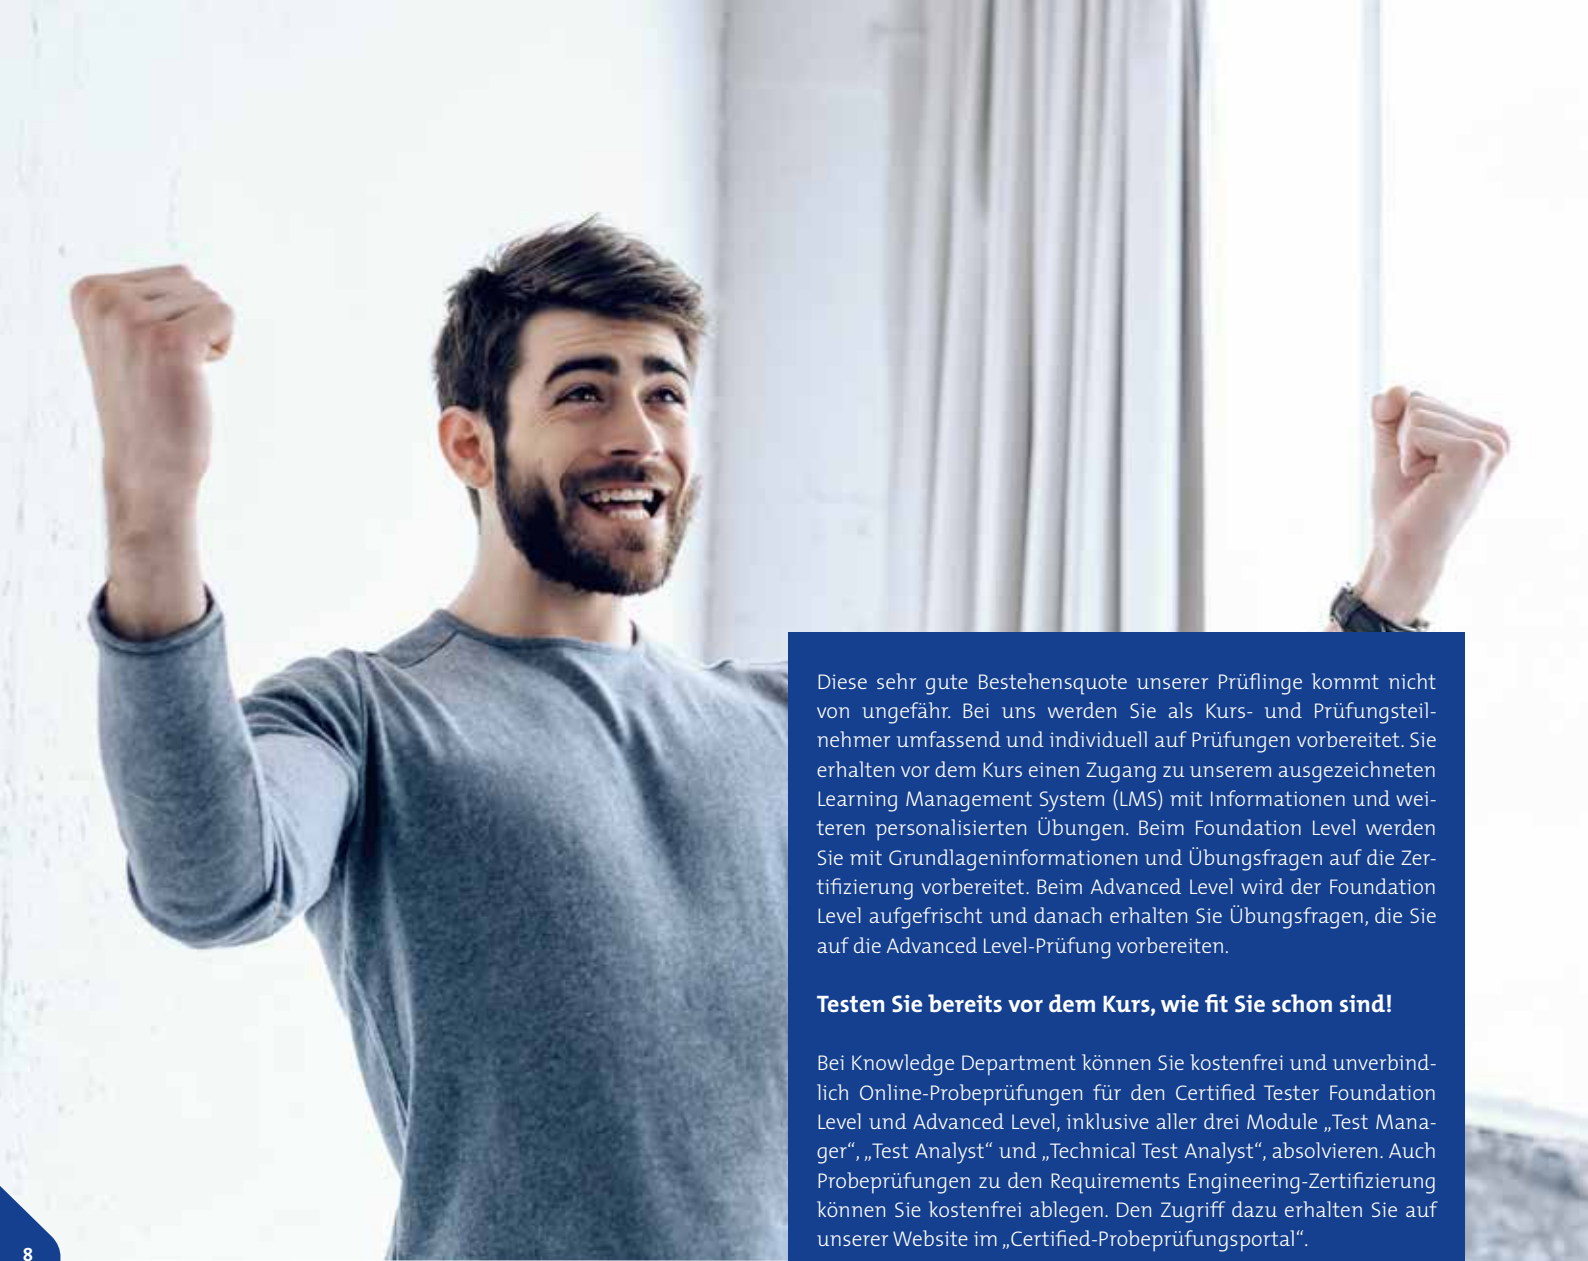 Diese sehr gute Bestehensquote unserer Prüflinge kommt nicht
von ungefähr. Bei uns werden Sie als Kurs- und Prüfungsteil-
nehmer umfassend und individuell auf Prüfungen vorbereitet. Sie
erhalten vor dem Kurs einen Zugang zu unserem ausgezeichneten
Learning Management System (LMS) mit Informationen und wei-
teren personalisierten Übungen. Beim Foundation Level werden
Sie mit Grundlageninformationen und Übungsfragen auf die Zer-
tifizierung vorbereitet. Beim Advanced Level wird der Foundation
Level aufgefrischt und danach erhalten Sie Übungsfragen, die Sie
auf die Advanced Level-Prüfung vorbereiten.
Testen Sie bereits vor dem Kurs, wie fit Sie schon sind!
Bei Knowledge Department können Sie kostenfrei und unverbind-
lich Online-Probeprüfungen für den Certified Tester Foundation
Level und Advanced Level, inklusive aller drei Module „Test Mana-
ger“, „Test Analyst“ und „Technical Test Analyst“, absolvieren. Auch
Probeprüfungen zu den Requirements Engineering-Zertifizierung
können Sie kostenfrei ablegen. Den Zugriff dazu erhalten Sie auf
unserer Website im „Certified-Probeprüfungsportal“.
8